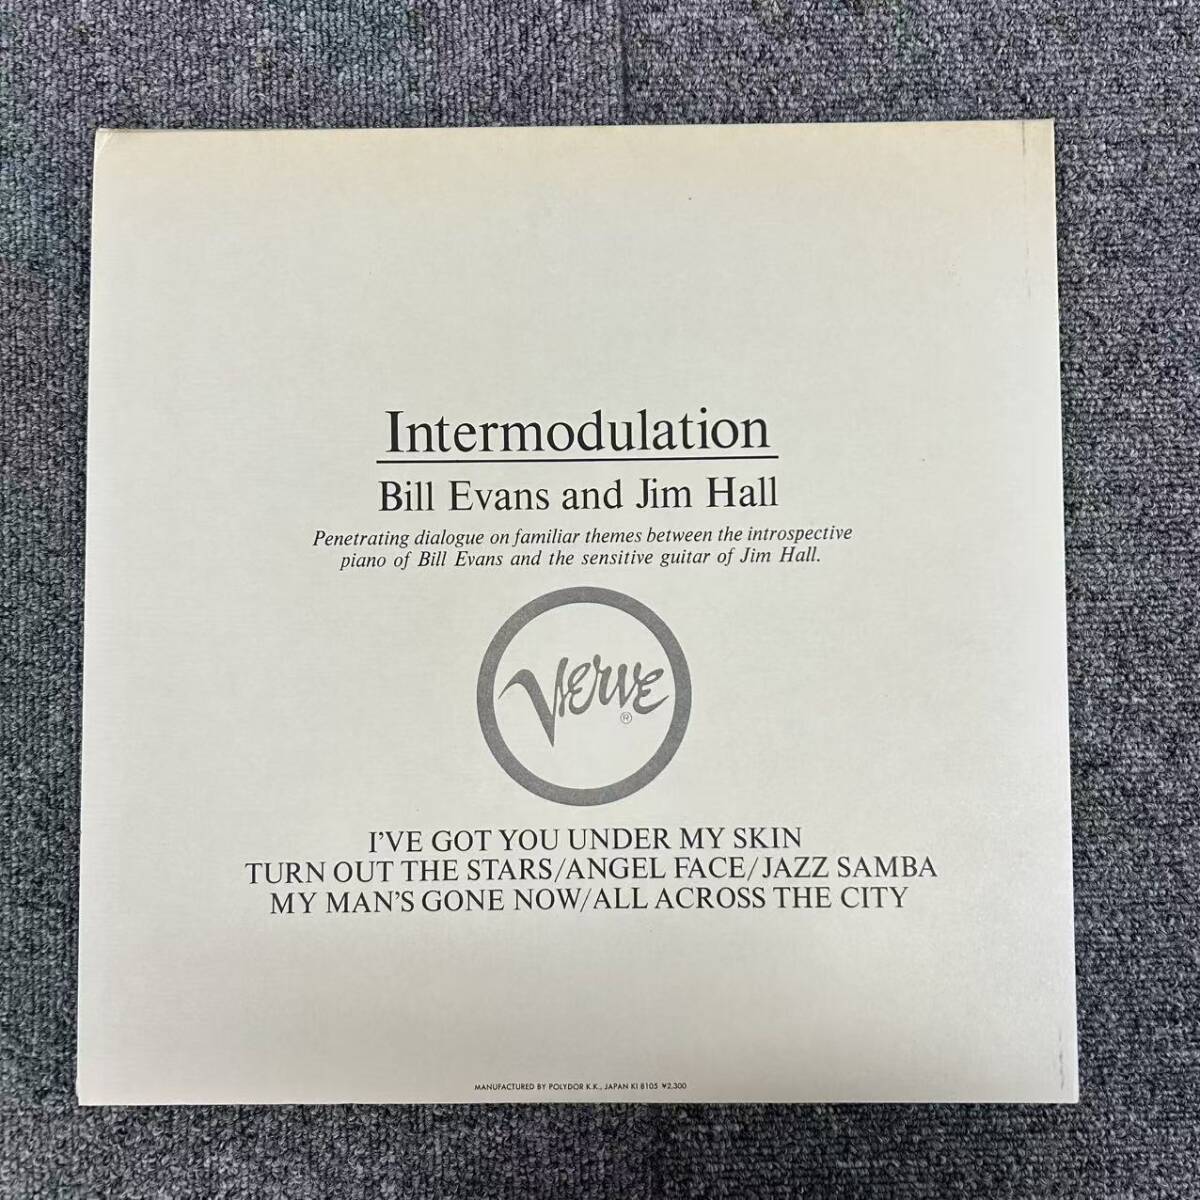 Intermodulation
Bill Evans and Jim Hall
Penetrating dialogue on familiar themes between the introspective
piano of Bill Evans and the sensitive guitar of Jim Hall.
VERVE
®
I'VE GOT YOU UNDER MY SKIN
TURN OUT THE STARS/ANGEL FACE/JAZZ SAMBA
MY MAN'S GONE NOW/ALL ACROSS THE CITY
MANUFACTURED BY POLYDOR K.K., JAPAN KI 8105 ¥2,300